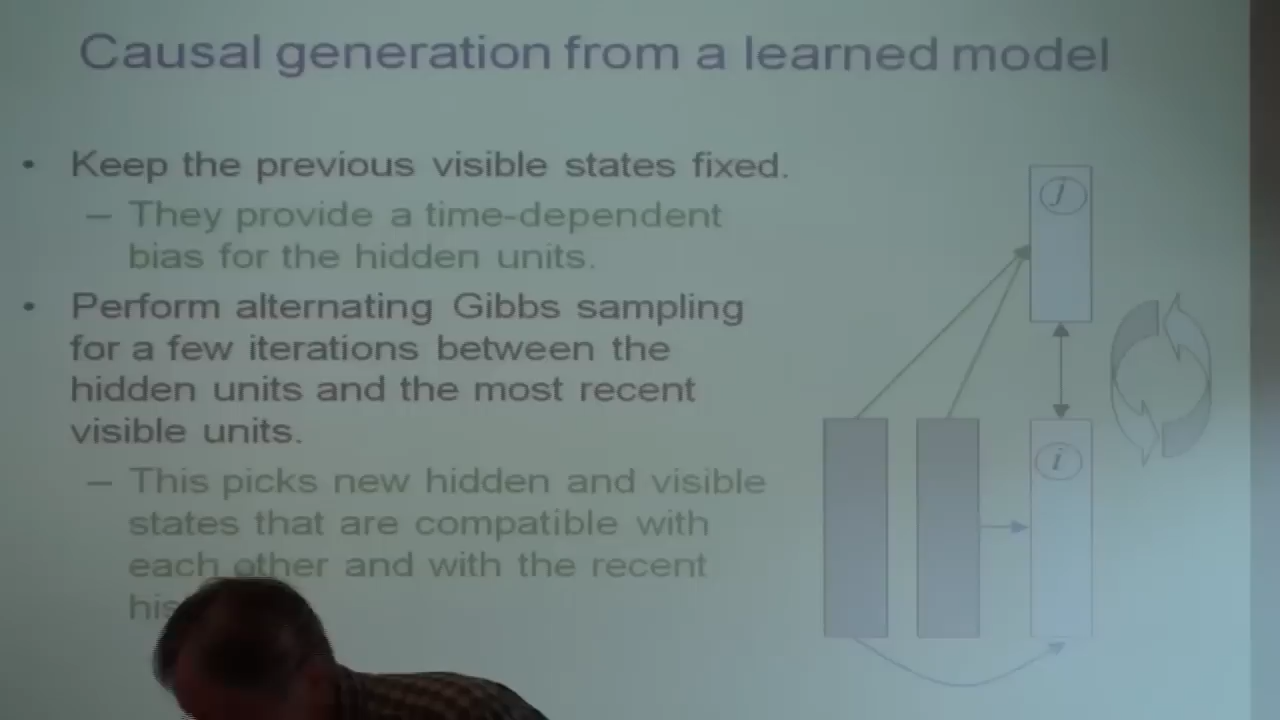 Causal generation from a learned model
• Keep the previous visible states fixed.
– They provide a time-dependent
bias for the hidden units.
• Perform alternating Gibbs sampling
for a few iterations between the
hidden units and the most recent
visible units.
– This picks new hidden and visible
states that are compatible with
each other and with the recent
his
j
i